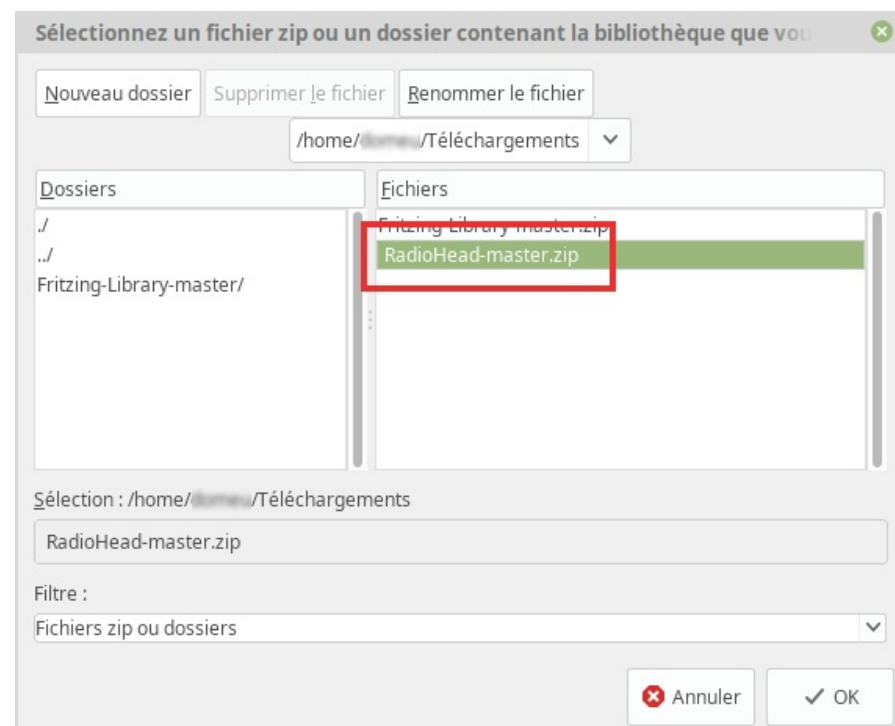 Sélectionnez un fichier zip ou un dossier contenant la bibliothèque que vou
Nouveau dossier Supprimer le fichier Renommer le fichier
/home/ /Téléchargements
Dossiers Fichiers
./ Fritzing-Library-master.zip
../ RadioHead-master.zip
Fritzing-Library-master/
Sélection : /home/ /Téléchargements
RadioHead-master.zip
Filtre :
Fichiers zip ou dossiers
Annuler OK